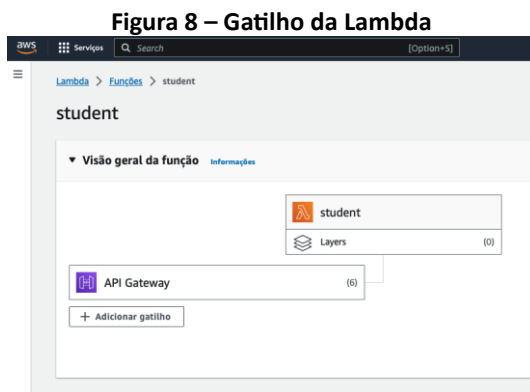 Figura 8 – Gatilho da Lambda
aws Serviços Search [Option+S]
Lambda > Funções > student
student
▼ Visão geral da função Informações
student
Layers (0)
API Gateway (6)
+ Adicionar gatilho